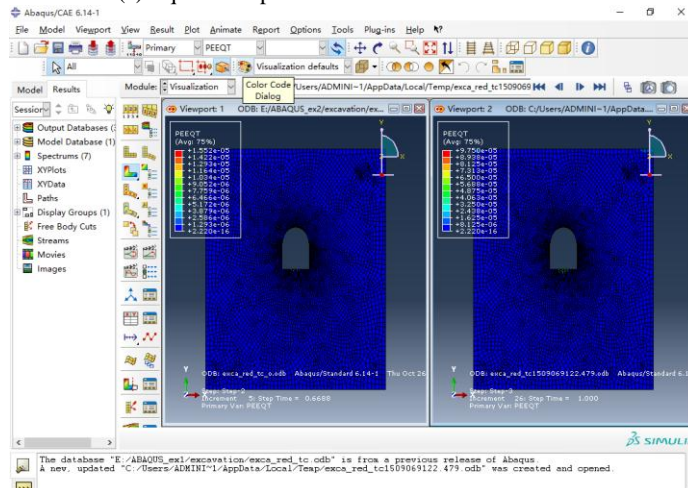 Abaqus/CAE 6.14-1
File Model Viewport View Result Plot Animate Report Options Tools Plug-ins Help
Primary PEEQT
All Visualization defaults
Model Results Module: Visualization Color Code Dialog /Users/ADMINI~1/AppData/Local/Temp/exca_red_tc1509069
Session
Output Databases
Model Database (1)
Spectrums (7)
XYPlots
XYData
Paths
Display Groups (1)
Free Body Cuts
Streams
Movies
Images
Viewport: 1 ODB: E:/ABAQUS_ex2/excavation/ex...
PEEQT
(Avg: 75%)
+1.552e-05
+1.422e-05
+1.293e-05
+1.164e-05
+1.034e-05
+9.052e-06
+7.759e-06
+6.466e-06
+5.172e-06
+3.879e-06
+2.586e-06
+1.293e-06
+2.220e-16
Y
X
Y
ODB: exca_red_tc_o.odb Abaqus/Standard 6.14-1 Thu Oct 26
Step: Step-2
Increment 5: Step Time = 0.6688
Primary Var: PEEQT
Viewport: 2 ODB: C:/Users/ADMINI~1/AppData...
PEEQT
(Avg: 75%)
+9.750e-05
+8.938e-05
+8.125e-05
+7.313e-05
+6.500e-05
+5.688e-05
+4.875e-05
+4.063e-05
+3.250e-05
+2.438e-05
+1.625e-05
+8.125e-06
+2.220e-16
Y
X
Y
ODB: exca_red_tc1509069122.479.odb Abaqus/Standard 6.1
Step: Step-3
Increment 26: Step Time = 1.000
Primary Var: PEEQT
SIMULI
The database "E:/ABAQUS_ex1/excavation/exca_red_tc.odb" is from a previous release of Abaqus.
A new, updated "C:/Users/ADMINI~1/AppData/Local/Temp/exca_red_tc1509069122.479.odb" was created and opened.